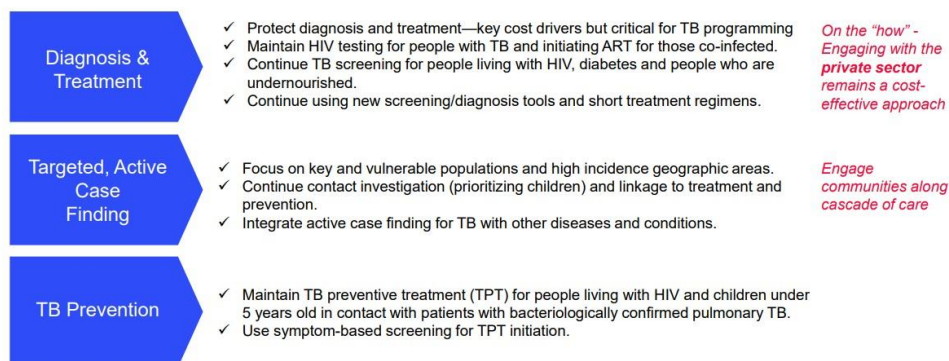 Diagnosis &
Treatment
✓ Protect diagnosis and treatment—key cost drivers but critical for TB programming
✓ Maintain HIV testing for people with TB and initiating ART for those co-infected.
✓ Continue TB screening for people living with HIV, diabetes and people who are
undernourished.
✓ Continue using new screening/diagnosis tools and short treatment regimens.
On the “how” -
Engaging with the
private sector
remains a cost-
effective approach
Targeted, Active
Case
Finding
✓ Focus on key and vulnerable populations and high incidence geographic areas.
✓ Continue contact investigation (prioritizing children) and linkage to treatment and
prevention.
✓ Integrate active case finding for TB with other diseases and conditions.
Engage
communities along
cascade of care
TB Prevention
✓ Maintain TB preventive treatment (TPT) for people living with HIV and children under
5 years old in contact with patients with bacteriologically confirmed pulmonary TB.
✓ Use symptom-based screening for TPT initiation.